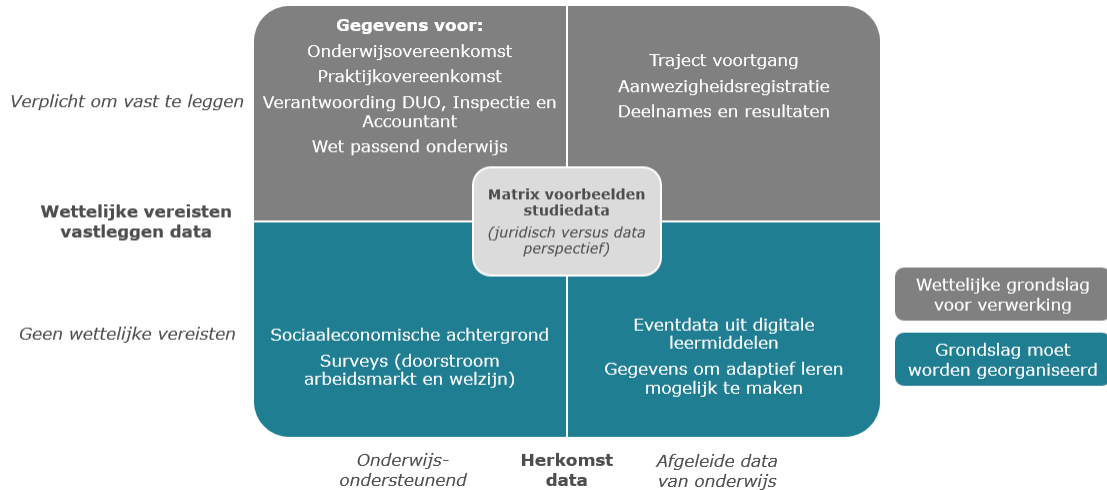 Verplicht om vast te leggen
Gegevens voor:
Onderwijsovereenkomst
Praktijkovereenkomst
Verantwoording DUO, Inspectie en
Accountant
Wet passend onderwijs
Traject voortgang
Aanwezigheidsregistratie
Deelnames en resultaten
Wettelijke vereisten
vastleggen data
Matrix voorbeelden
studiedata
(juridisch versus data
perspectief)
Geen wettelijke vereisten
Sociaaleconomische achtergrond
Surveys (doorstroom
arbeidsmarkt en welzijn)
Eventdata uit digitale
leermiddelen
Gegevens om adaptief leren
mogelijk te maken
Wettelijke grondslag
voor verwerking
Grondslag moet
worden georganiseerd
Onderwijs-
ondersteunend
Herkomst
data
Afgeleide data
van onderwijs